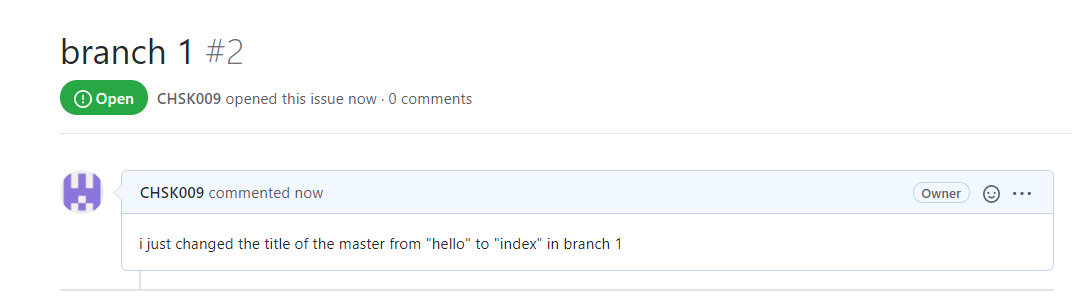 branch 1 #2
Open CHSK009 opened this issue now · 0 comments
CHSK009 commented now Owner
i just changed the title of the master from "hello" to "index" in branch 1